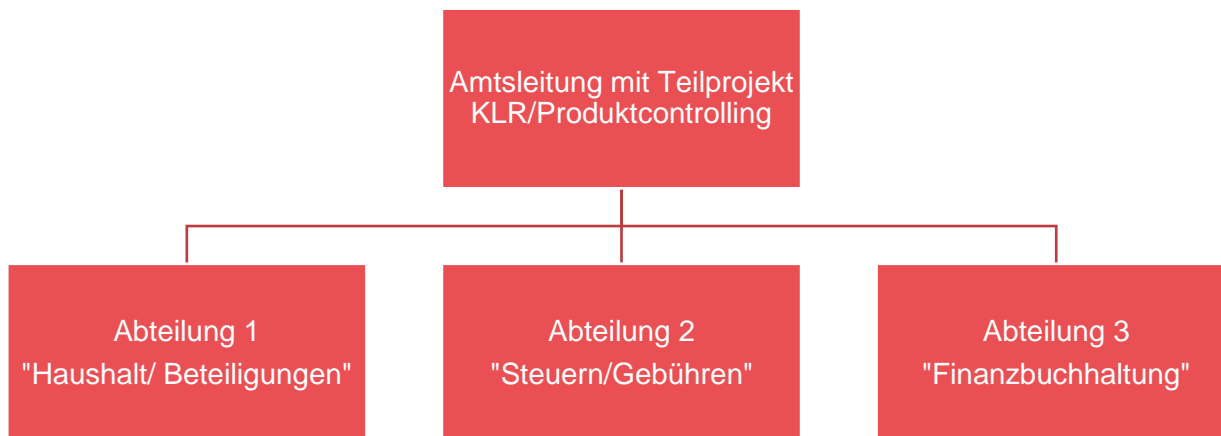 Amtsleitung mit Teilprojekt
KLR/Produktcontrolling
Abteilung 1
"Haushalt/ Beteiligungen"
Abteilung 2
"Steuern/Gebühren"
Abteilung 3
"Finanzbuchhaltung"